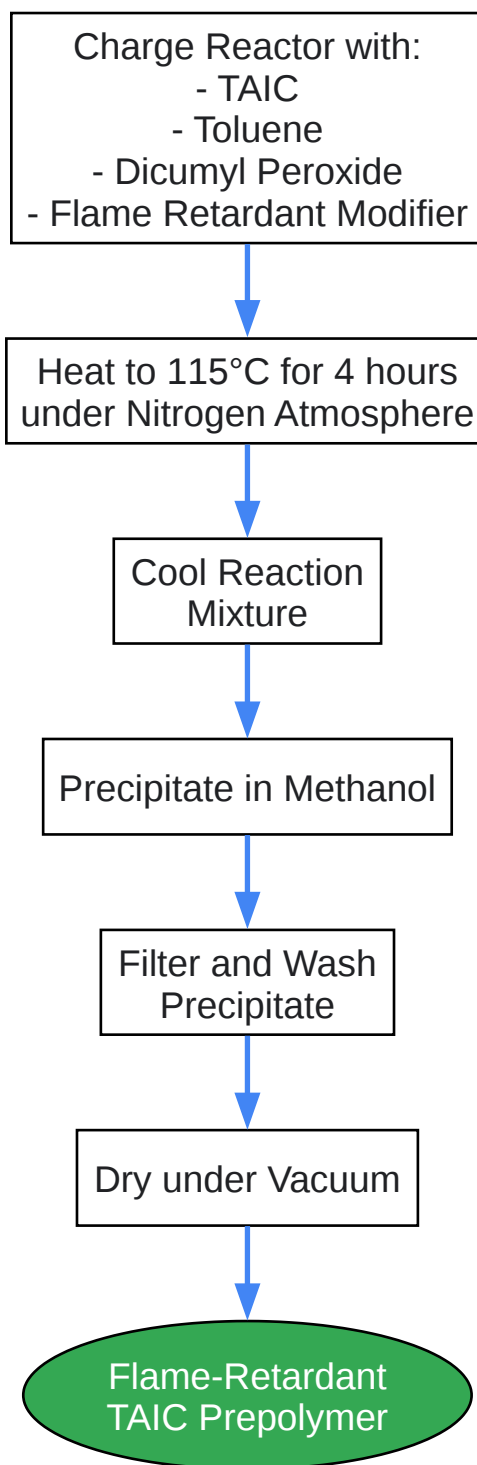 Charge Reactor with:
- TAIC
- Toluene
- Dicumyl Peroxide
- Flame Retardant Modifier
Heat to 115°C for 4 hours
under Nitrogen Atmosphere
Cool Reaction
Mixture
Precipitate in Methanol
Filter and Wash
Precipitate
Dry under Vacuum
Flame-Retardant
TAIC Prepolymer